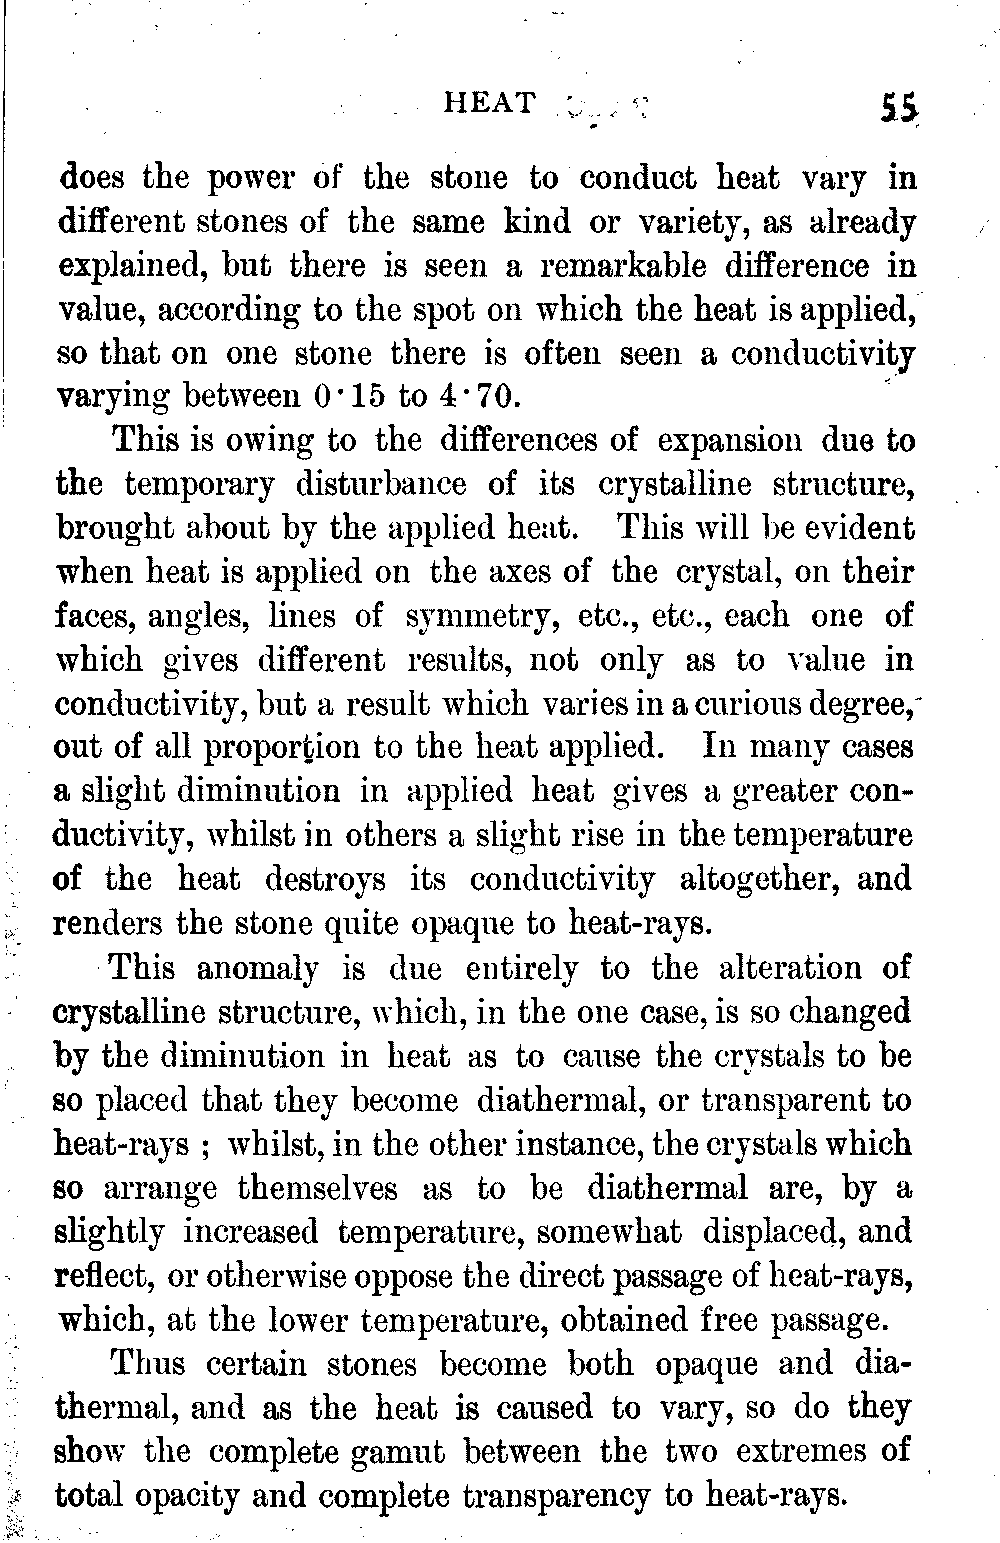 HEAT 55
does the power of the stone to conduct heat vary in
different stones of the same kind or variety, as already
explained, but there is seen a remarkable difference in
value, according to the spot on which the heat is applied,
so that on one stone there is often seen a conductivity
varying between 0·15 to 4·70.
This is owing to the differences of expansion due to
the temporary disturbance of its crystalline structure,
brought about by the applied heat. This will be evident
when heat is applied on the axes of the crystal, on their
faces, angles, lines of symmetry, etc., etc., each one of
which gives different results, not only as to value in
conductivity, but a result which varies in a curious degree,
out of all proportion to the heat applied. In many cases
a slight diminution in applied heat gives a greater con-
ductivity, whilst in others a slight rise in the temperature
of the heat destroys its conductivity altogether, and
renders the stone quite opaque to heat-rays.
This anomaly is due entirely to the alteration of
crystalline structure, which, in the one case, is so changed
by the diminution in heat as to cause the crystals to be
so placed that they become diathermal, or transparent to
heat-rays ; whilst, in the other instance, the crystals which
so arrange themselves as to be diathermal are, by a
slightly increased temperature, somewhat displaced, and
reflect, or otherwise oppose the direct passage of heat-rays,
which, at the lower temperature, obtained free passage.
Thus certain stones become both opaque and dia-
thermal, and as the heat is caused to vary, so do they
show the complete gamut between the two extremes of
total opacity and complete transparency to heat-rays.